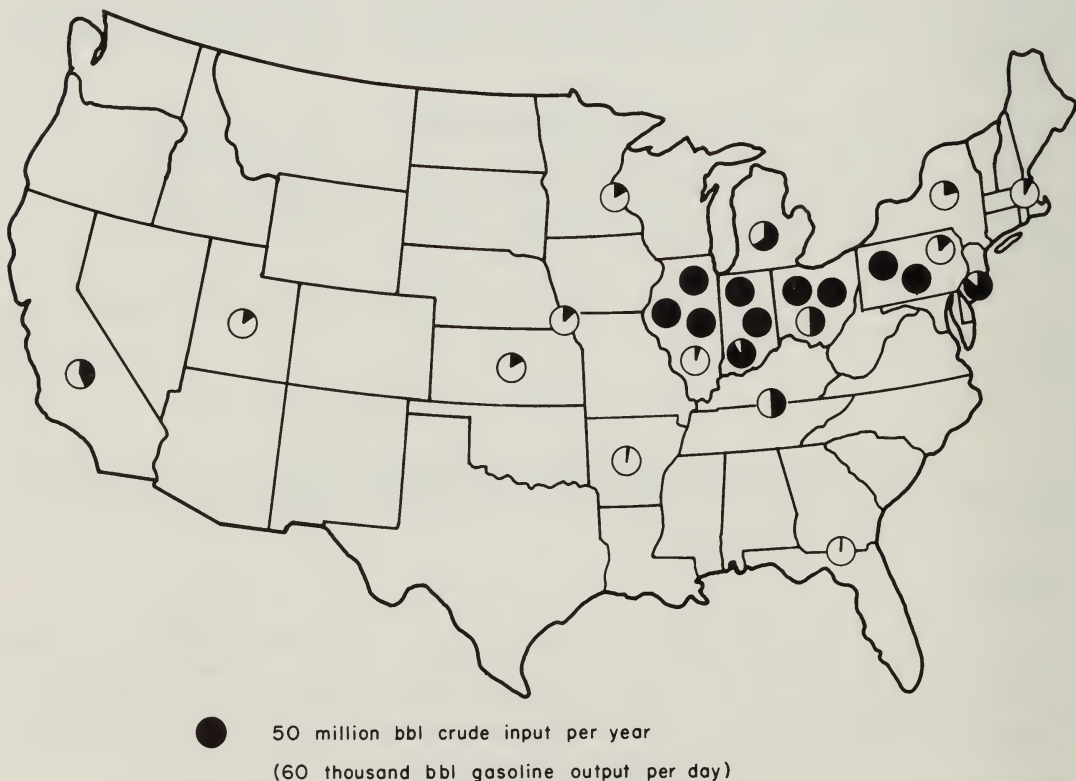 50 million bbl crude input per year
(60 thousand bbl gasoline output per day)